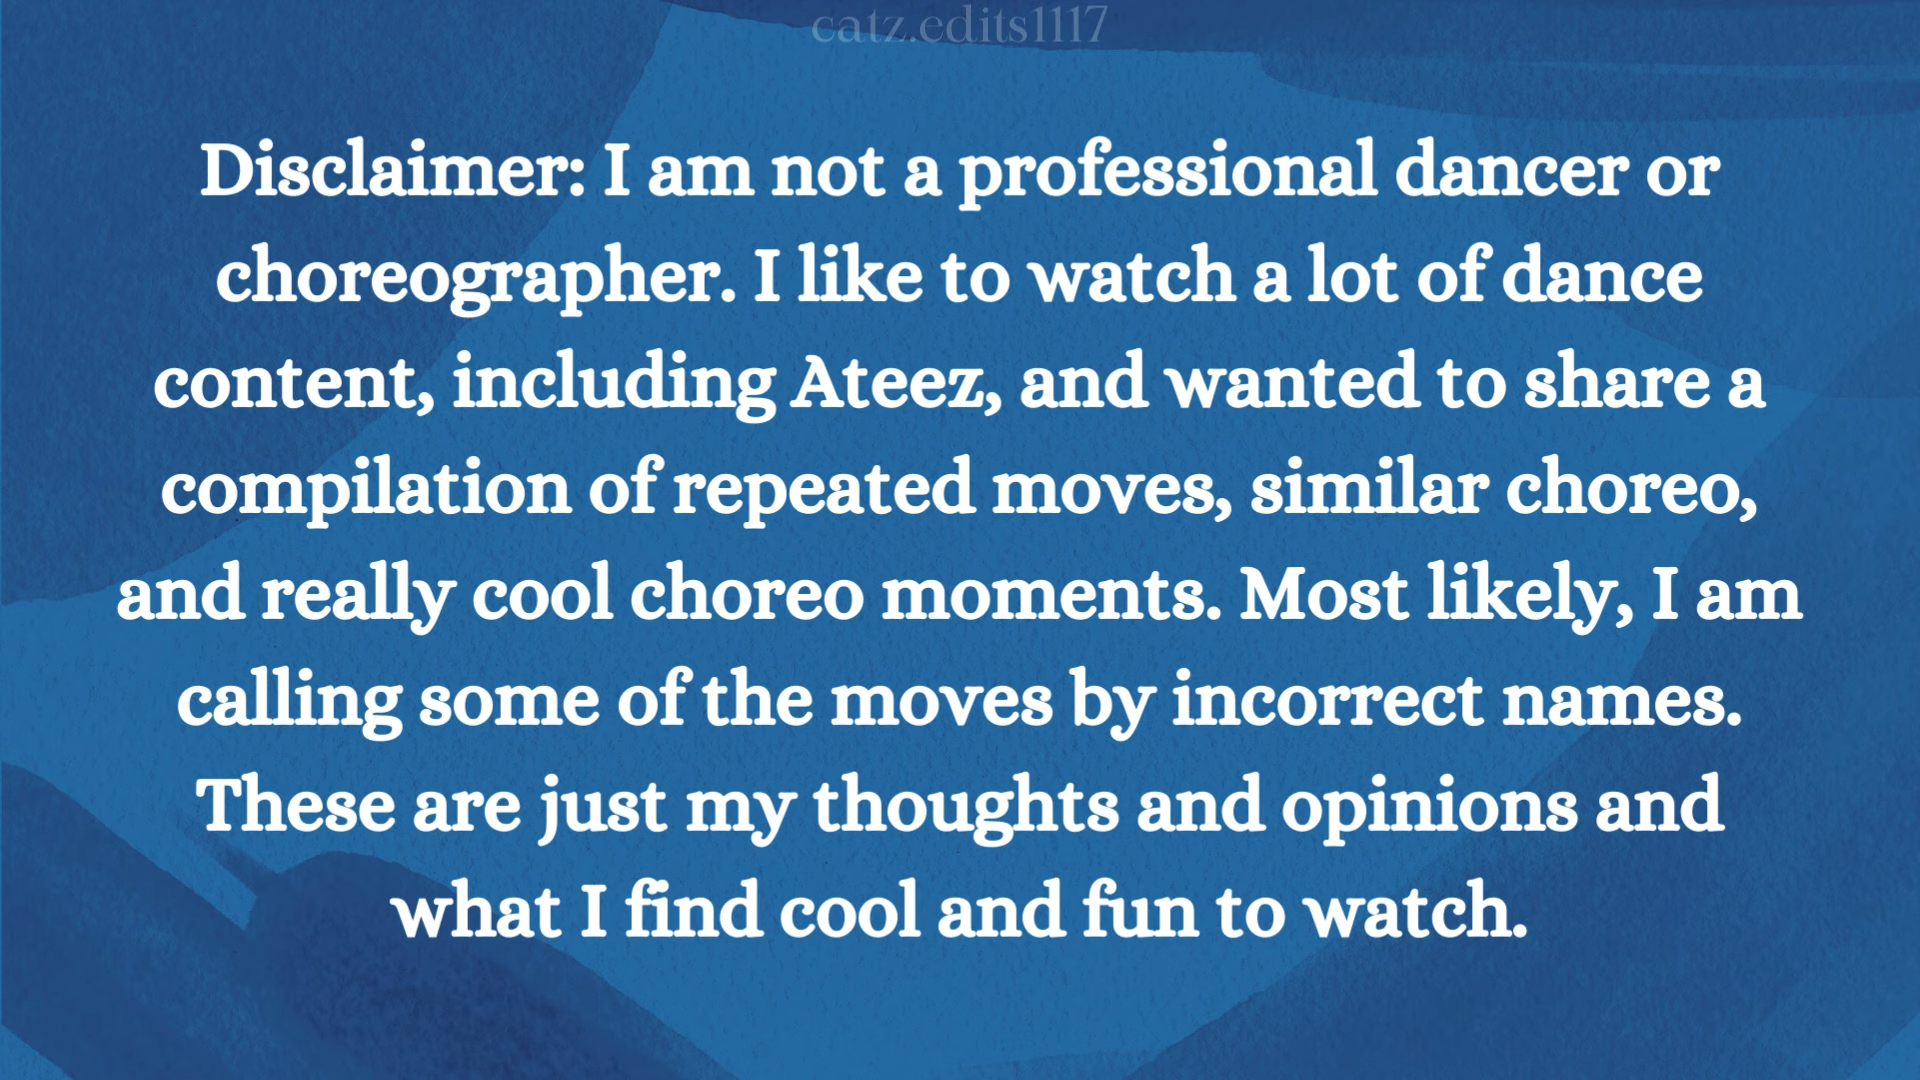 catz.edits1117
Disclaimer: I am not a professional dancer or
choreographer. I like to watch a lot of dance
content, including Ateez, and wanted to share a
compilation of repeated moves, similar choreo,
and really cool choreo moments. Most likely, I am
calling some of the moves by incorrect names.
These are just my thoughts and opinions and
what I find cool and fun to watch.